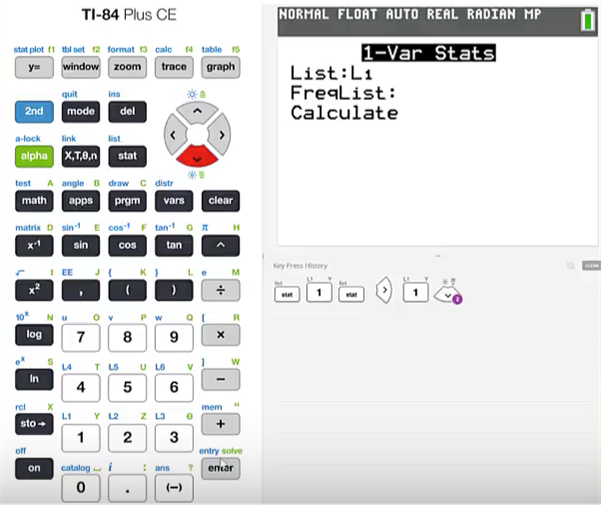 TI-84 Plus CE
stat plot f1 tbl set f2 format f3 calc f4 table f5
y= window zoom trace graph
quit ins
2nd mode del
a-lock link list
alpha X,T,θ,n stat
test A angle B draw C distr
math apps prgm vars clear
matrix D sin⁻¹ E cos⁻¹ F tan⁻¹ G π H
x⁻¹ sin cos tan ^
√ I EE J { K } L e M
x² , ( ) ÷
10ˣ N u O v P w Q [ R
log 7 8 9 ×
eˣ S L4 T L5 U L6 V ] W
ln 4 5 6 −
rcl X L1 Y L2 Z L3 θ mem "
sto→ 1 2 3 +
off catalog i : ans ? entry solve
on 0 . (−) enter
NORMAL FLOAT AUTO REAL RADIAN MP
1-Var Stats
List:L₁
FreqList:
Calculate
Key Press History
CLEAR
list L1 Y list L1 Y
stat 1 stat 1
2